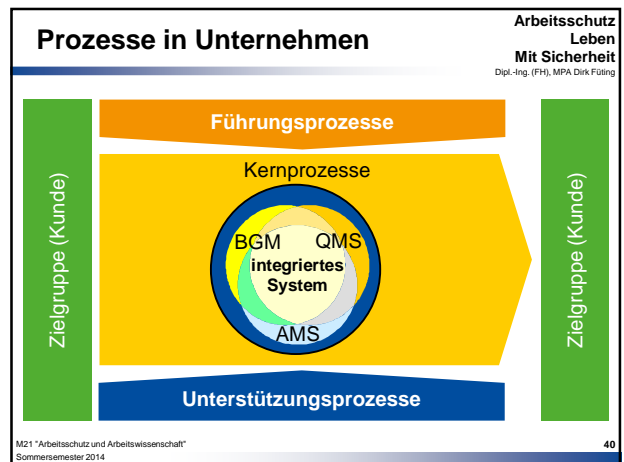 Prozesse in Unternehmen
Arbeitsschutz
Leben
Mit Sicherheit
Dipl.-Ing. (FH), MPA Dirk Füting
Zielgruppe (Kunde)
Führungsprozesse
Kernprozesse
BGM QMS
integriertes
System
AMS
Unterstützungsprozesse
Zielgruppe (Kunde)
M21 "Arbeitsschutz und Arbeitswissenschaft"
Sommersemester 2014
40